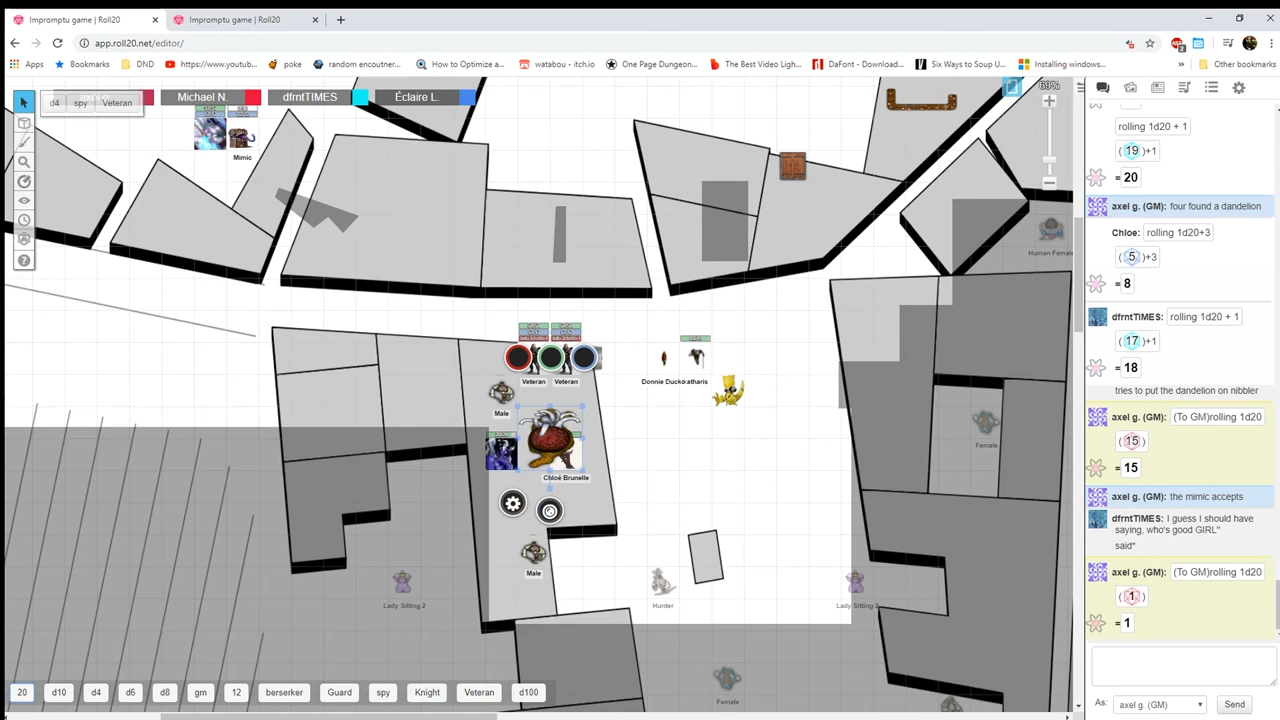 Impromptu game | Roll20
Impromptu game | Roll20
app.roll20.net/editor/
Apps
Bookmarks
DND
https://www.youtub...
poke
random encoutner...
How to Optimize a...
watabou - itch.io
One Page Dungeon...
The Best Video Ligh...
DaFont - Download...
Six Ways to Soup U...
Installing windows...
Other bookmarks
d4
spy
Veteran
Michael N.
dfrntTIMES
Éclaire L.
69%
Mimic
Human Female
Veteran
Veteran
Male
Chloé Brunelle
Male
Female
Lady Sitting 2
Hunter
Lady Sitting 2
Female
20
d10
d4
d6
d8
gm
12
berserker
Guard
spy
Knight
Veteran
d100
rolling 1d20 + 1
(19)+1
= 20
axel g. (GM): four found a dandelion
Chloe: rolling 1d20+3
(5)+3
= 8
dfrntTIMES: rolling 1d20 + 1
(17)+1
= 18
tries to put the dandelion on nibbler
axel g. (GM): (To GM)rolling 1d20
(15)
= 15
axel g. (GM): the mimic accepts
dfrntTIMES: I guess I should have
saying, who's good GIRL"
said*
axel g. (GM): (To GM)rolling 1d20
(1)
= 1
As:
axel g. (GM)
Send